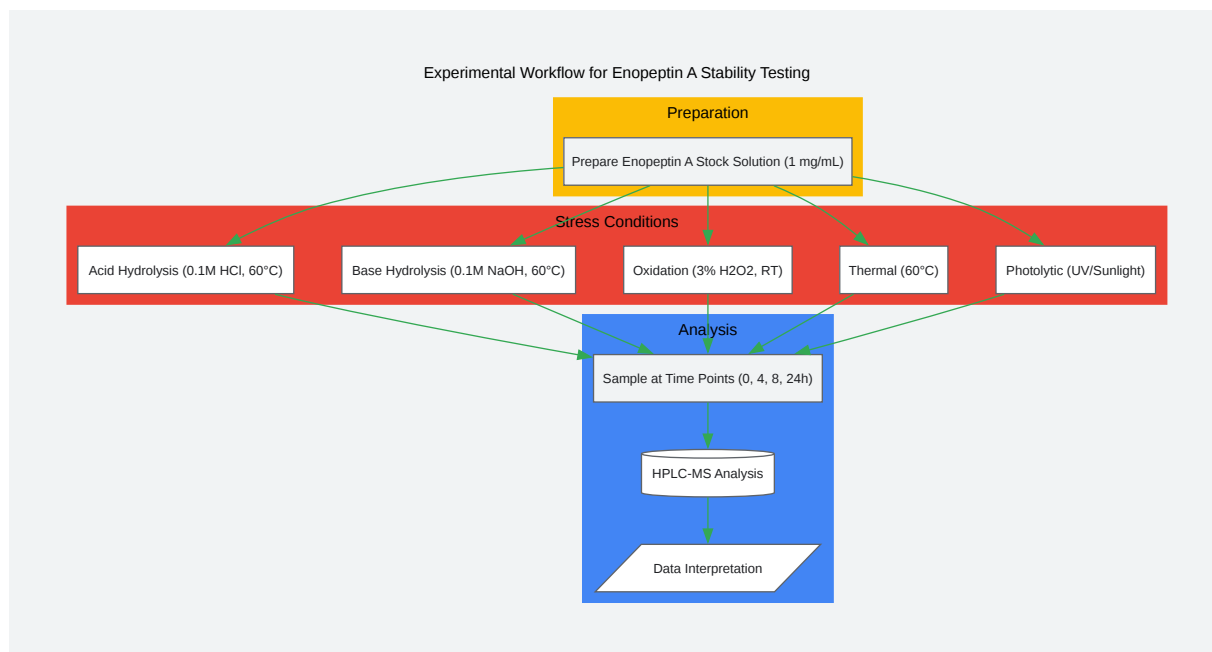 Experimental Workflow for Enopeptin A Stability Testing
Preparation
Prepare Enopeptin A Stock Solution (1 mg/mL)
Stress Conditions
Acid Hydrolysis (0.1M HCl, 60°C)
Base Hydrolysis (0.1M NaOH, 60°C)
Oxidation (3% H2O2, RT)
Thermal (60°C)
Photolytic (UV/Sunlight)
Analysis
Sample at Time Points (0, 4, 8, 24h)
HPLC-MS Analysis
Data Interpretation